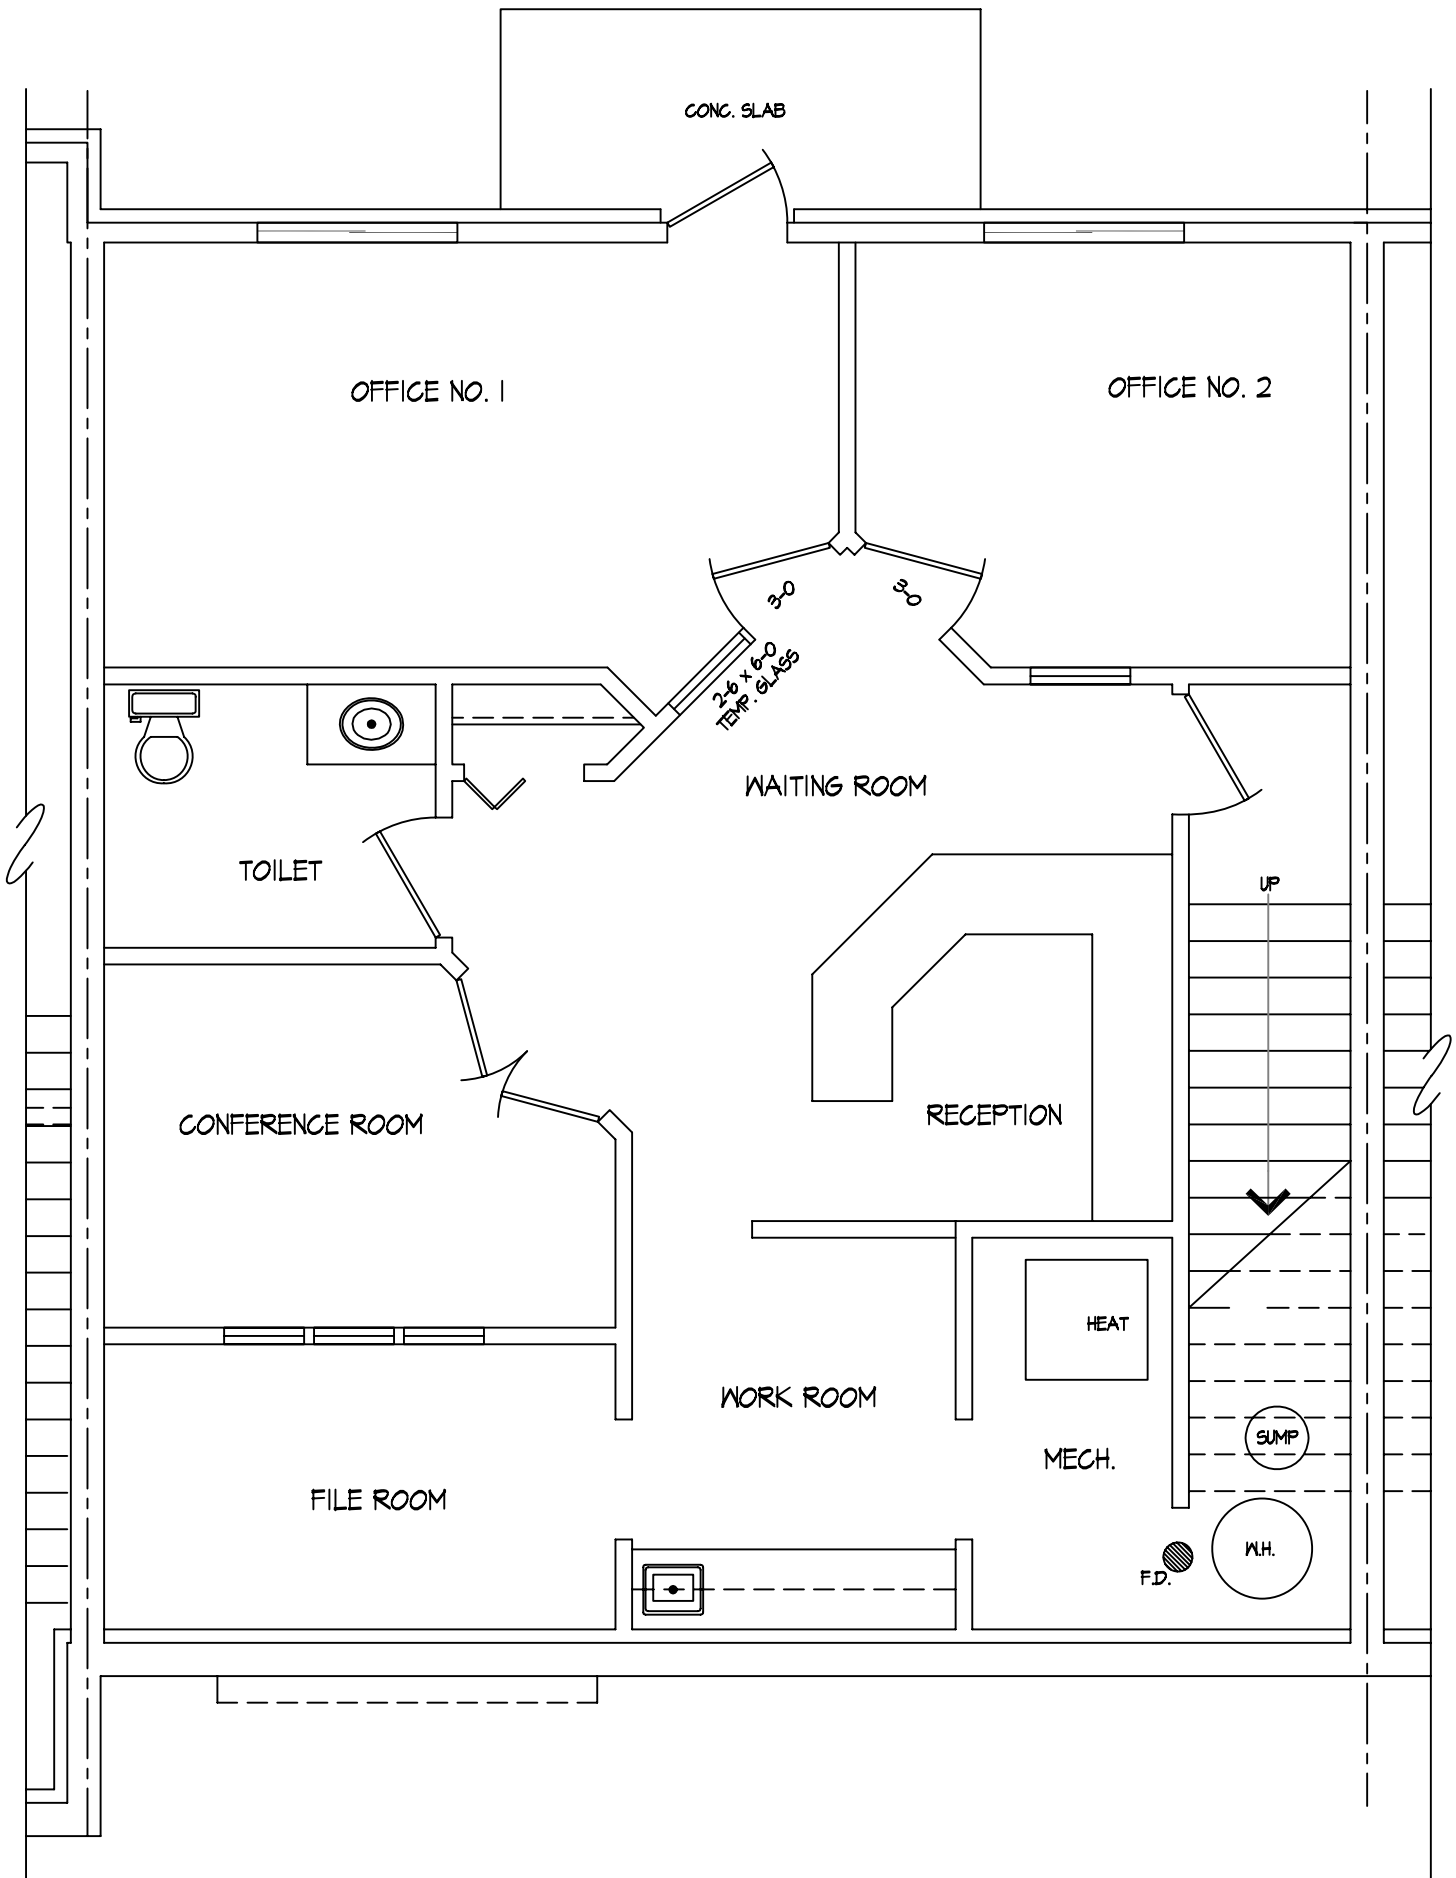 CONC. SLAB
OFFICE NO. 1
OFFICE NO. 2
3-0
3-0
2-6 x 6-0
TEMP. GLASS
WAITING ROOM
TOILET
UP
CONFERENCE ROOM
RECEPTION
HEAT
WORK ROOM
SUMP
MECH.
FILE ROOM
W.H.
F.D.